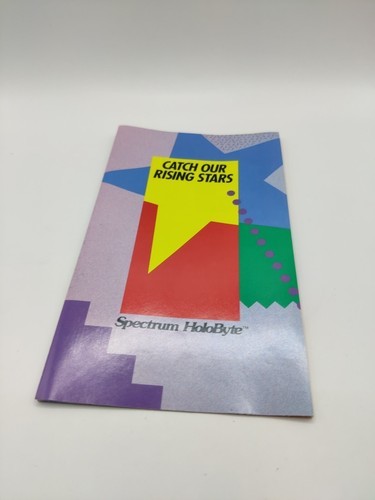 CATCH OUR
RISING STARS
Spectrum HoloByte™